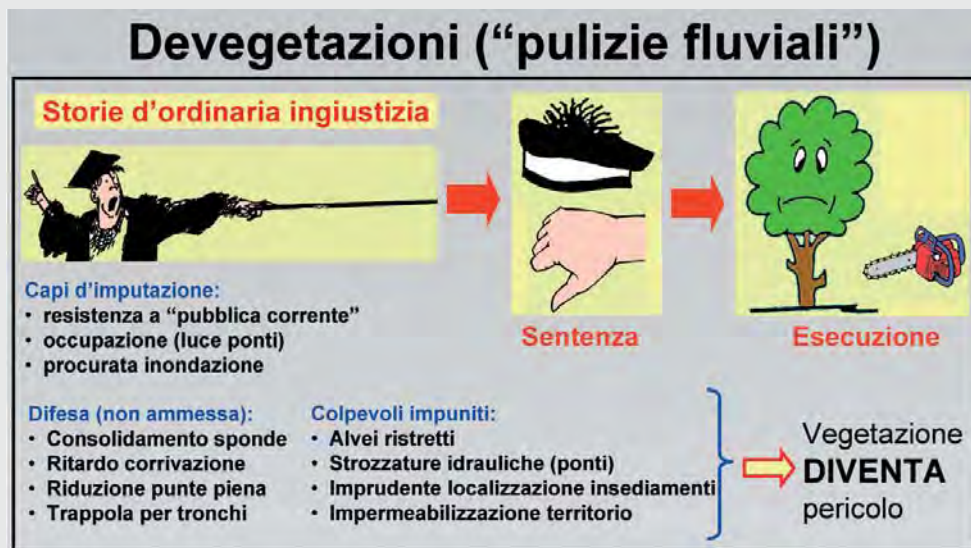 Devegetazioni (“pulizie fluviali”)
Storie d’ordinaria ingiustizia
Capi d’imputazione:
• resistenza a “pubblica corrente”
• occupazione (luce ponti)
• procurata inondazione
Sentenza
Esecuzione
Difesa (non ammessa):
• Consolidamento sponde
• Ritardo corrivazione
• Riduzione punte piena
• Trappola per tronchi
Colpevoli impuniti:
• Alvei ristretti
• Strozzature idrauliche (ponti)
• Imprudente localizzazione insediamenti
• Impermeabilizzazione territorio
Vegetazione
DIVENTA
pericolo